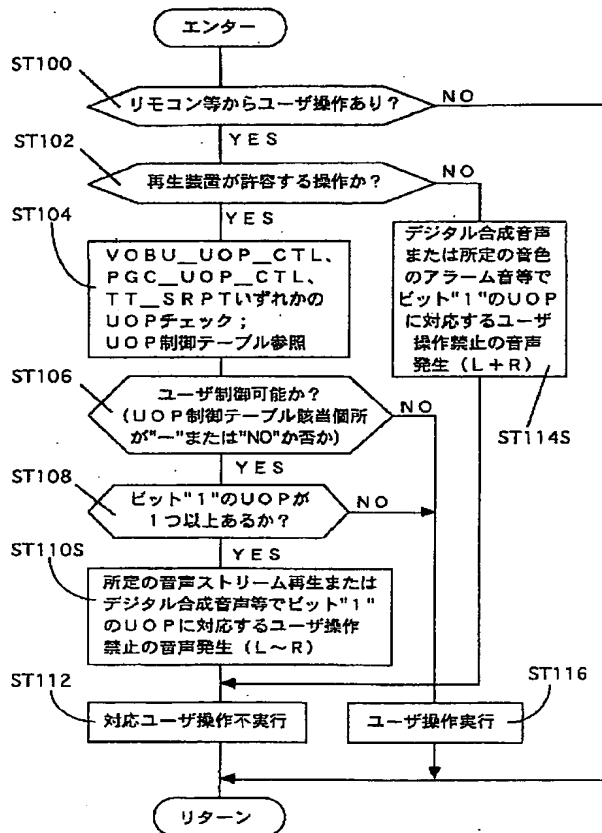 エンター
ST100
リモコン等からユーザ操作あり?
NO
YES
ST102
再生装置が許容する操作か?
NO
YES
ST104
VOBU__UOP__CTL、
PGC__UOP__CTL、
TT__SRPTいずれかの
UOPチェック;
UOP制御テーブル参照
デジタル合成音声
または所定の音色
のアラーム音等で
ビット"1"のUOP
に対応するユーザ
操作禁止の音声
発生(L+R)
ST114S
ST106
ユーザ制御可能か?
(UOP制御テーブル該当個所
が"ー"または"NO"か否か)
NO
YES
ST108
ビット"1"のUOPが
1つ以上あるか?
NO
YES
ST110S
所定の音声ストリーム再生または
デジタル合成音声等でビット"1"
のUOPに対応するユーザ操作
禁止の音声発生(L~R)
ST112
対応ユーザ操作不実行
ST116
ユーザ操作実行
リターン